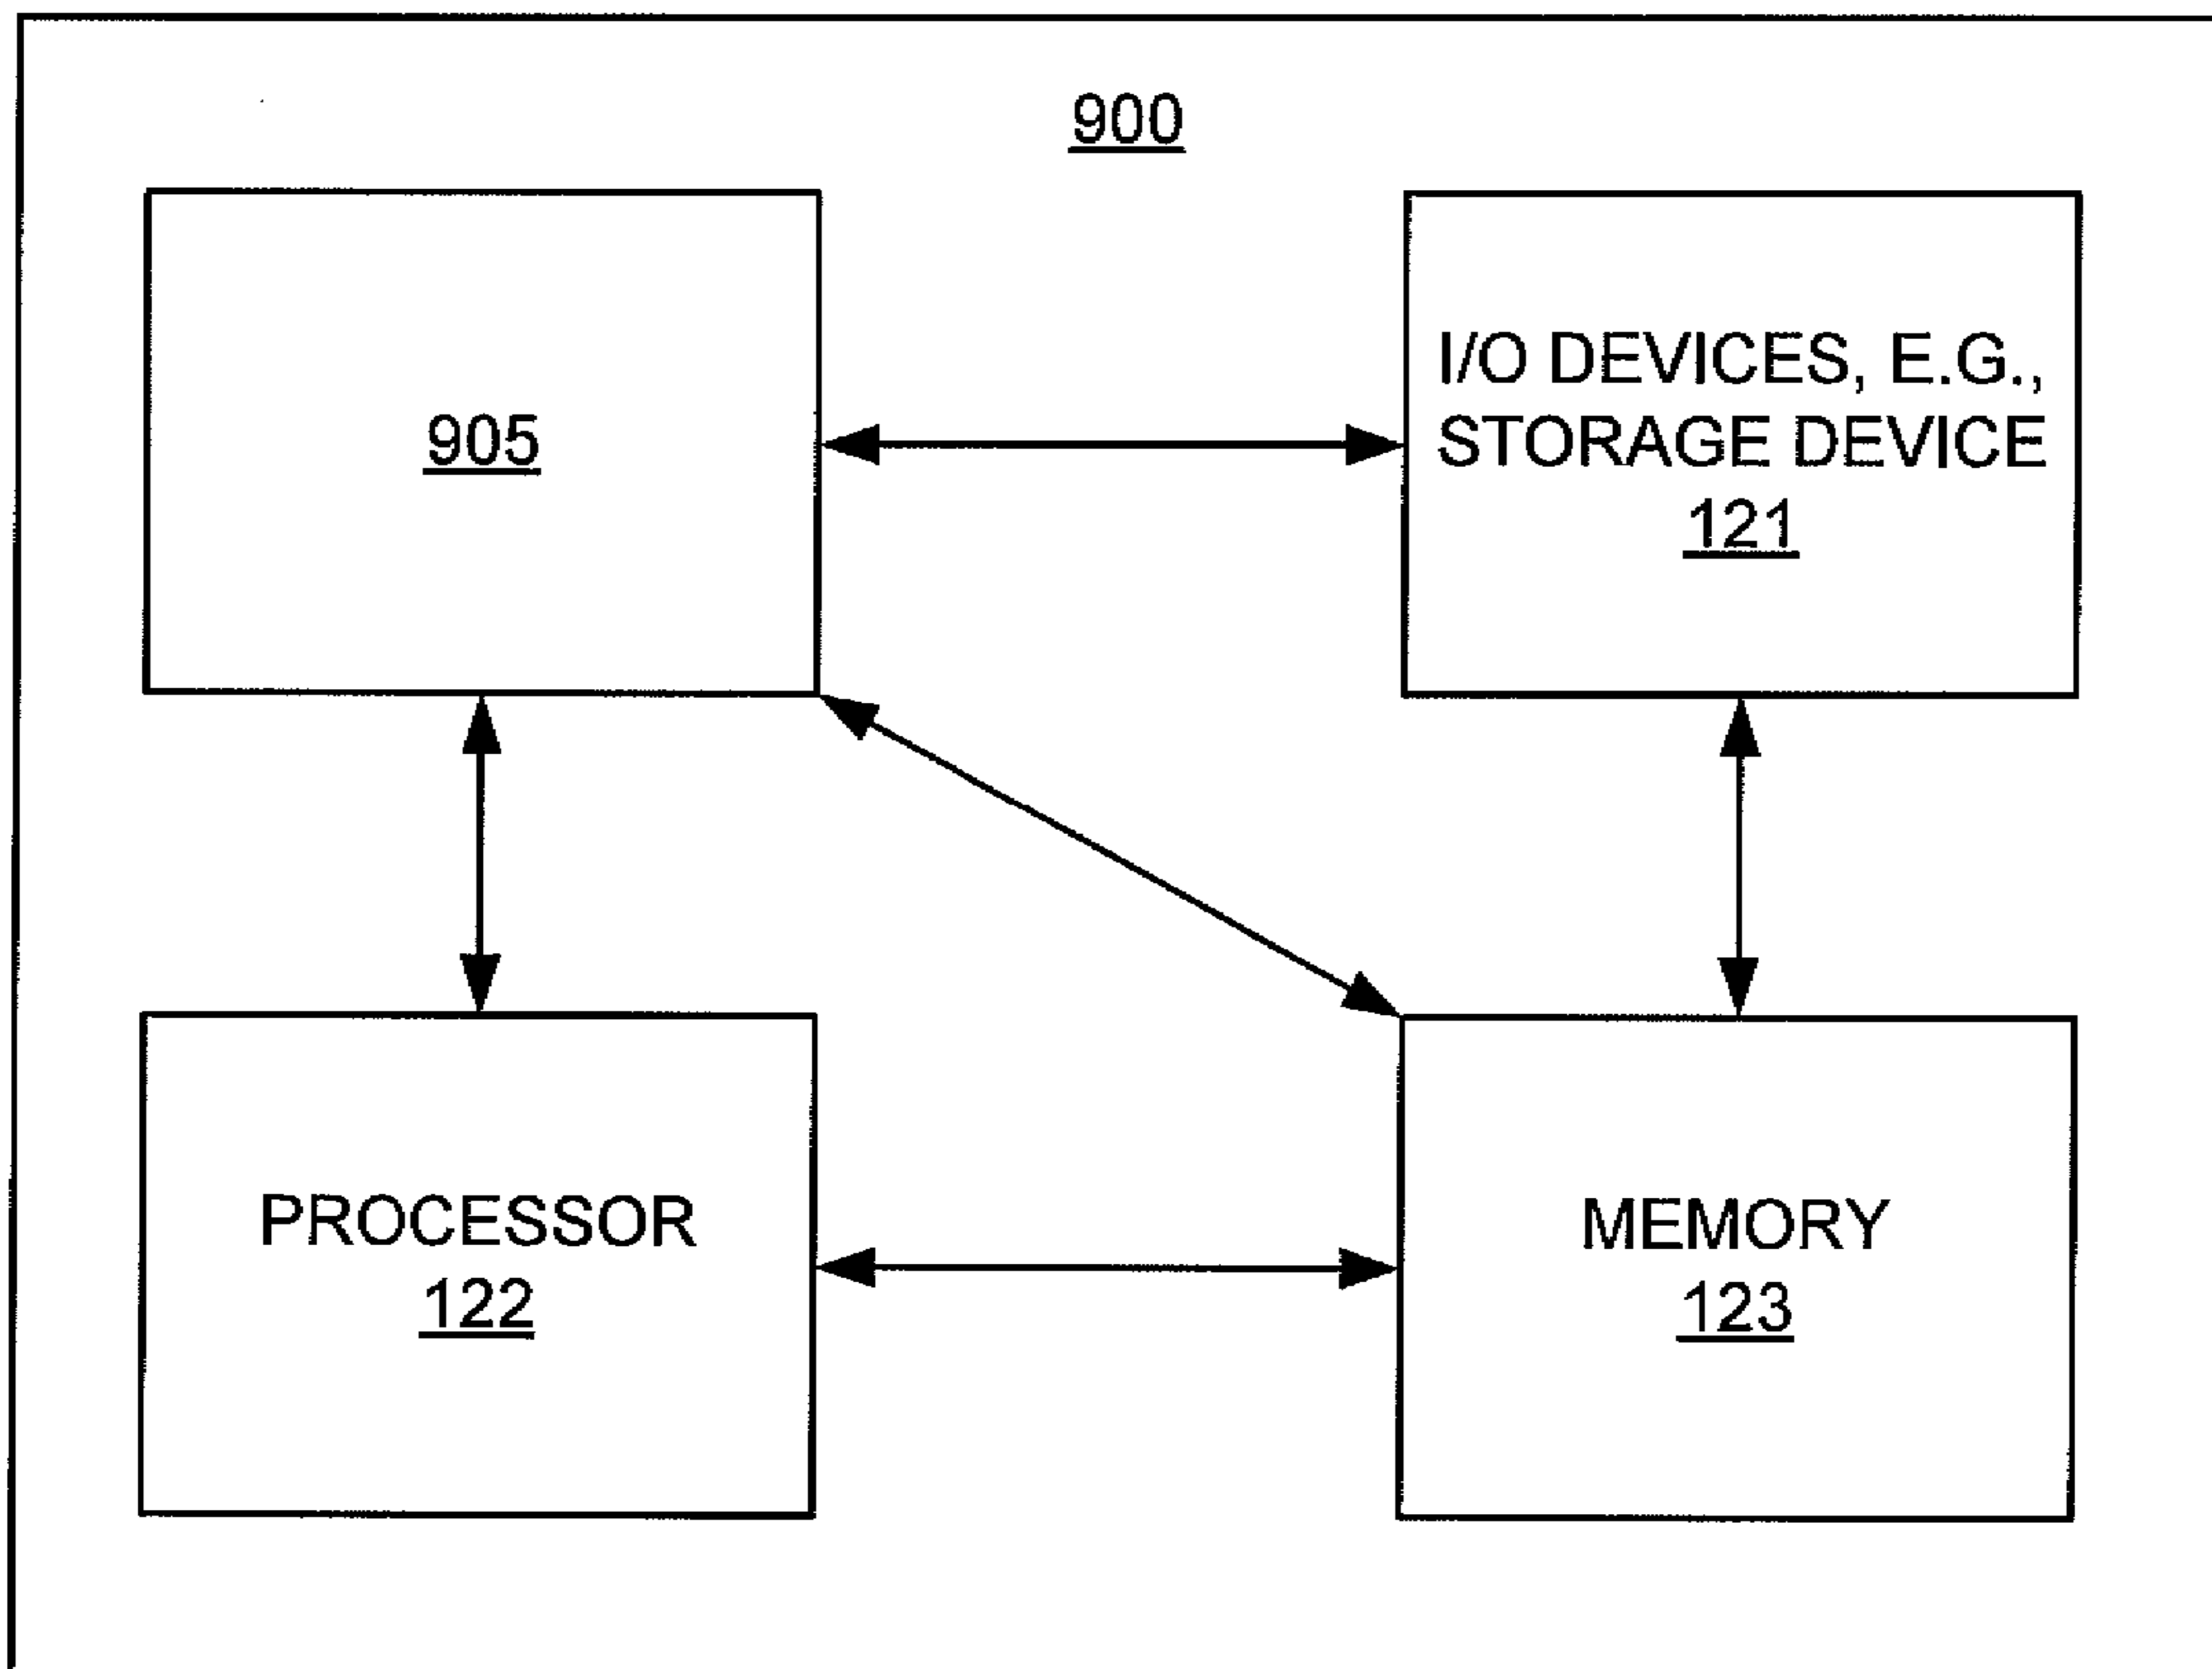 900
905
I/O DEVICES, E.G.,
STORAGE DEVICE
121
PROCESSOR
122
MEMORY
123